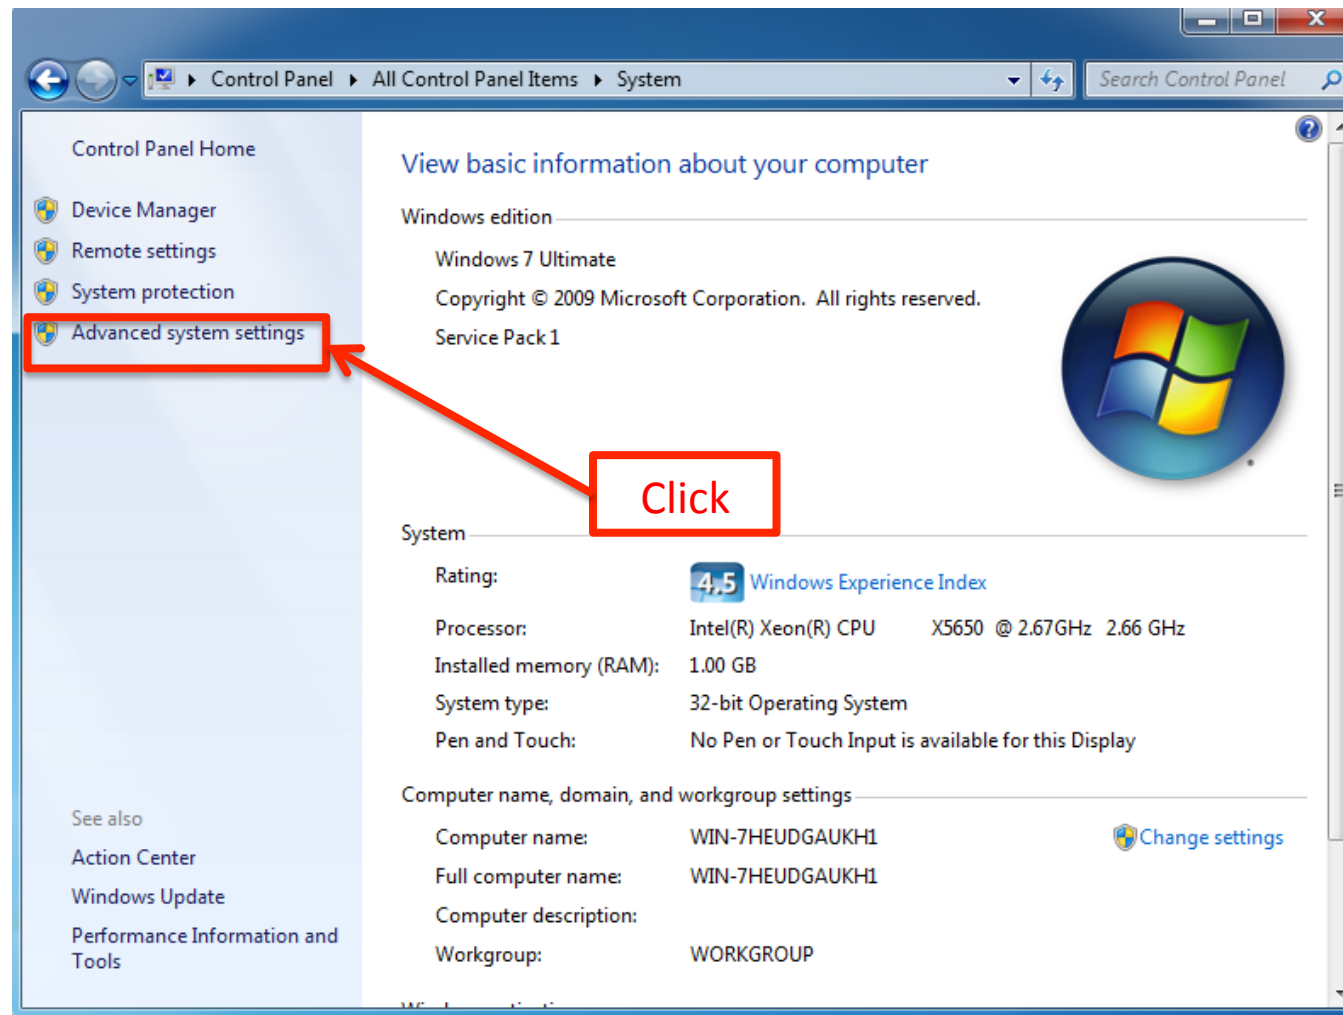 Control Panel All Control Panel Items System
Search Control Panel
Control Panel Home
Device Manager
Remote settings
System protection
Advanced system settings
See also
Action Center
Windows Update
Performance Information and
Tools
View basic information about your computer
Windows edition
Windows 7 Ultimate
Copyright © 2009 Microsoft Corporation. All rights reserved.
Service Pack 1
Click
System
Rating: 4.5 Windows Experience Index
Processor: Intel(R) Xeon(R) CPU X5650 @ 2.67GHz 2.66 GHz
Installed memory (RAM): 1.00 GB
System type: 32-bit Operating System
Pen and Touch: No Pen or Touch Input is available for this Display
Computer name, domain, and workgroup settings
Computer name: WIN-7HEUDGAUKH1 Change settings
Full computer name: WIN-7HEUDGAUKH1
Computer description:
Workgroup: WORKGROUP